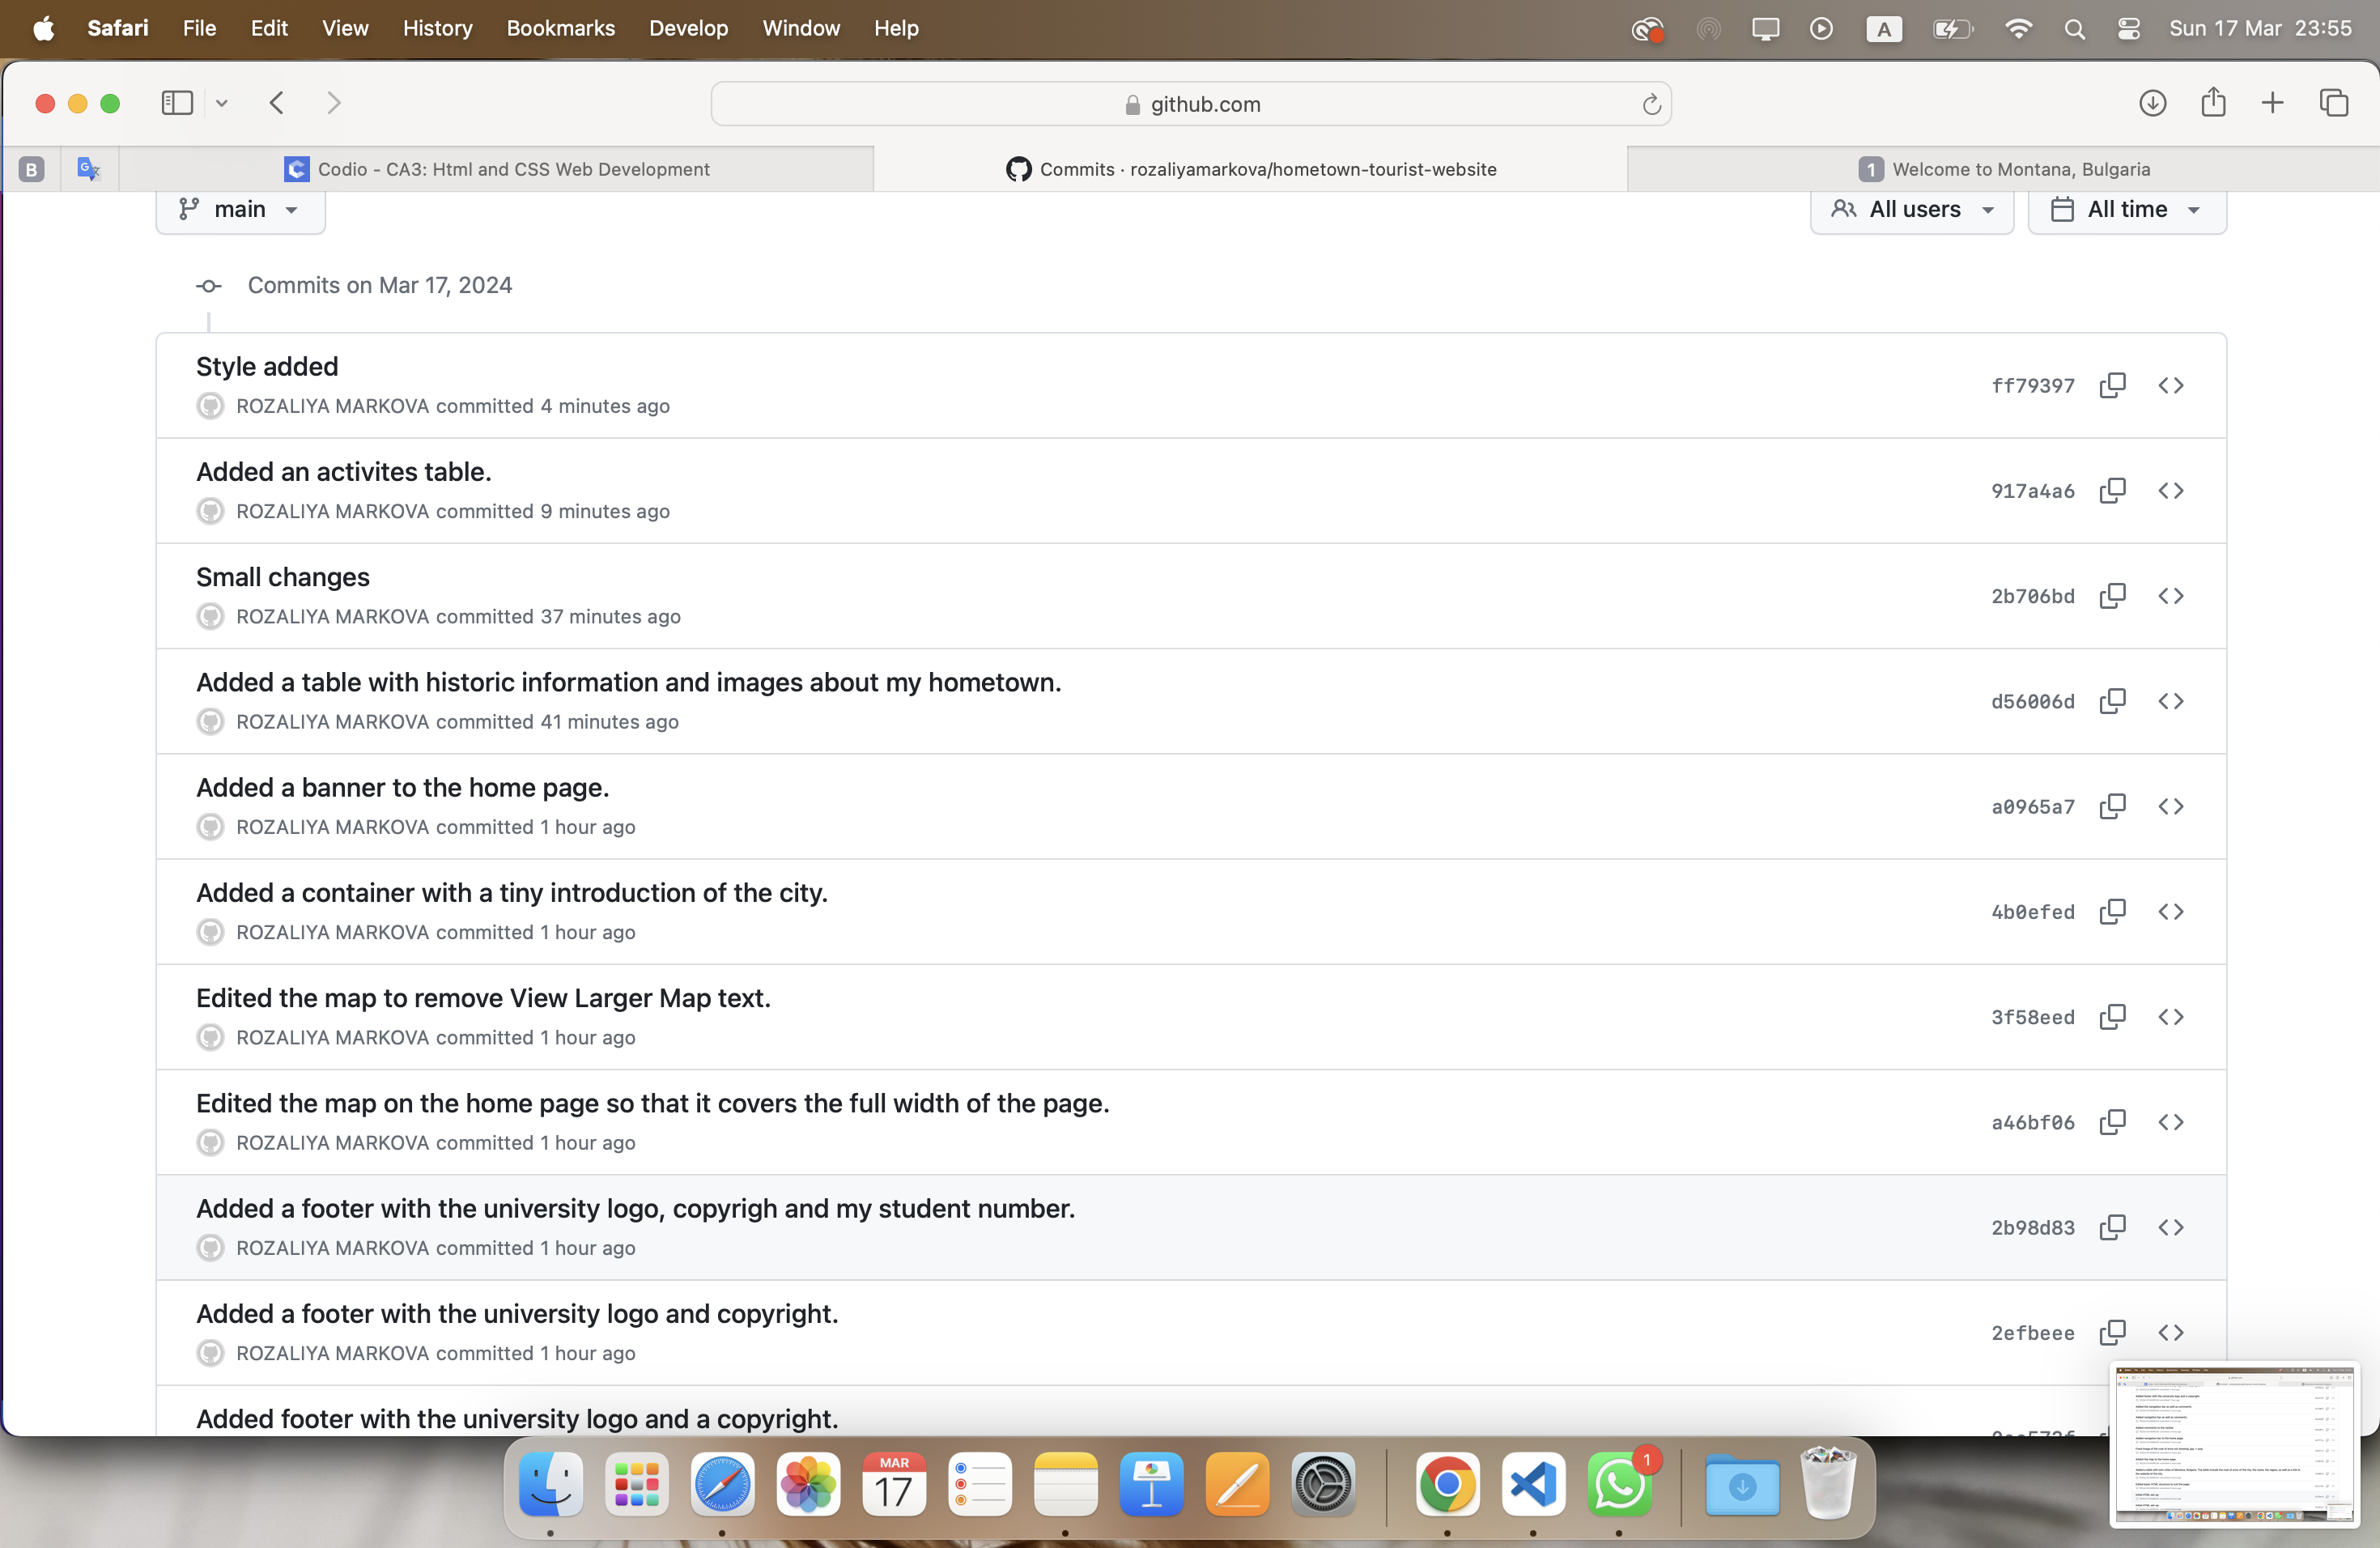 Safari File Edit View History Bookmarks Develop Window Help A Sun 17 Mar 23:55
github.com
B Codio - CA3: Html and CSS Web Development Commits · rozaliyamarkova/hometown-tourist-website 1 Welcome to Montana, Bulgaria
main All users All time
Commits on Mar 17, 2024
Style added
ROZALIYA MARKOVA committed 4 minutes ago
ff79397
Added an activites table.
ROZALIYA MARKOVA committed 9 minutes ago
917a4a6
Small changes
ROZALIYA MARKOVA committed 37 minutes ago
2b706bd
Added a table with historic information and images about my hometown.
ROZALIYA MARKOVA committed 41 minutes ago
d56006d
Added a banner to the home page.
ROZALIYA MARKOVA committed 1 hour ago
a0965a7
Added a container with a tiny introduction of the city.
ROZALIYA MARKOVA committed 1 hour ago
4b0efed
Edited the map to remove View Larger Map text.
ROZALIYA MARKOVA committed 1 hour ago
3f58eed
Edited the map on the home page so that it covers the full width of the page.
ROZALIYA MARKOVA committed 1 hour ago
a46bf06
Added a footer with the university logo, copyrigh and my student number.
ROZALIYA MARKOVA committed 1 hour ago
2b98d83
Added a footer with the university logo and copyright.
ROZALIYA MARKOVA committed 1 hour ago
2efbeee
Added footer with the university logo and a copyright.
MAR
17
1